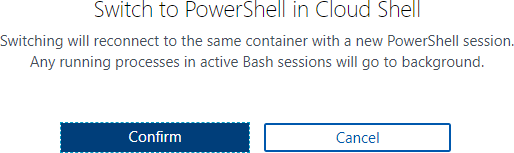 Switch to PowerShell in Cloud Shell
Switching will reconnect to the same container with a new PowerShell session.
Any running processes in active Bash sessions will go to background.
Confirm
Cancel